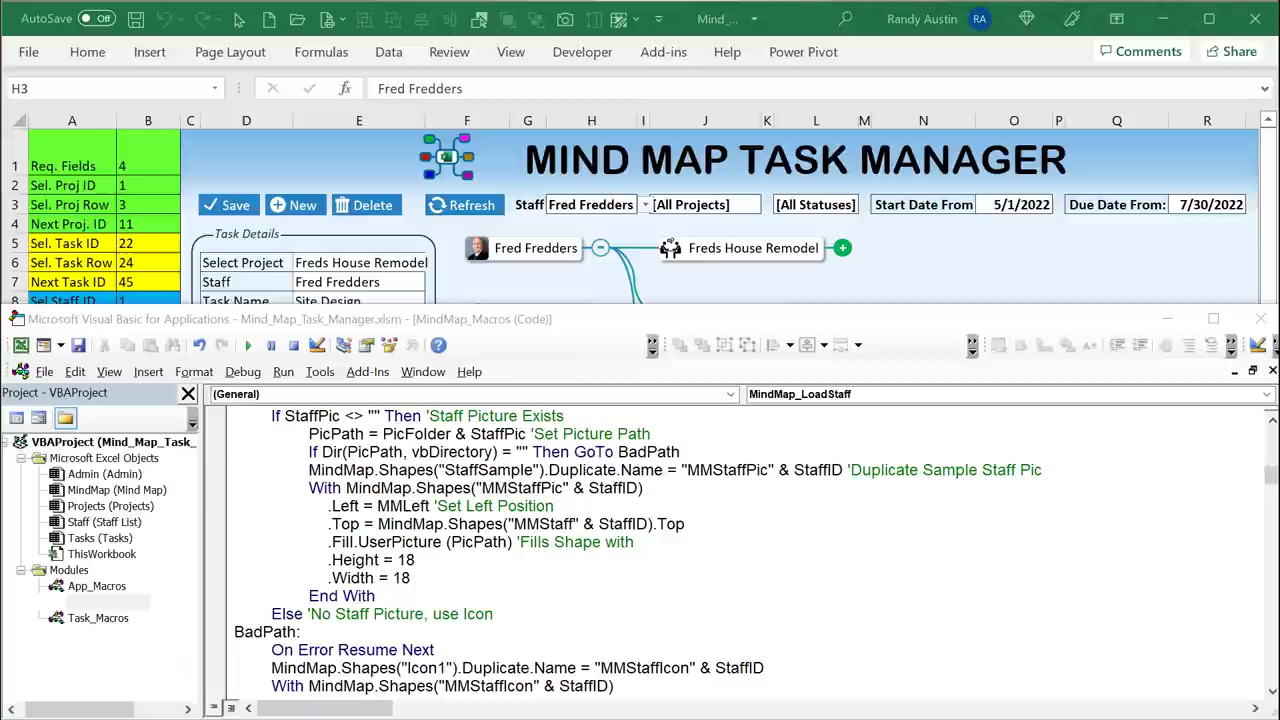 AutoSave Off Mind_... Randy Austin RA
File Home Insert Page Layout Formulas Data Review View Developer Add-ins Help Power Pivot Comments Share
H3 fx Fred Fredders
A B C D E F G H I J K L M N O P Q R
1 Req. Fields 4 MIND MAP TASK MANAGER
2 Sel. Proj ID 1
3 Sel. Proj Row 3 Save New Delete Refresh Staff Fred Fredders [All Projects] [All Statuses] Start Date From 5/1/2022 Due Date From: 7/30/2022
4 Next Proj. ID 11
Task Details
5 Sel. Task ID 22 Fred Fredders Freds House Remodel
6 Sel. Task Row 24 Select Project Freds House Remodel
7 Next Task ID 45 Staff Fred Fredders
8 Sel Staff ID 1 Task Name Site Design
Microsoft Visual Basic for Applications - Mind_Map_Task_Manager.xlsm - [MindMap_Macros (Code)]
File Edit View Insert Format Debug Run Tools Add-Ins Window Help
Project - VBAProject
(General) MindMap_LoadStaff
VBAProject (Mind_Map_Task_
Microsoft Excel Objects
Admin (Admin)
MindMap (Mind Map)
Projects (Projects)
Staff (Staff List)
Tasks (Tasks)
ThisWorkbook
Modules
App_Macros
Task_Macros
If StaffPic <> "" Then 'Staff Picture Exists
PicPath = PicFolder & StaffPic 'Set Picture Path
If Dir(PicPath, vbDirectory) = "" Then GoTo BadPath
MindMap.Shapes("StaffSample").Duplicate.Name = "MMStaffPic" & StaffID 'Duplicate Sample Staff Pic
With MindMap.Shapes("MMStaffPic" & StaffID)
.Left = MMLeft 'Set Left Position
.Top = MindMap.Shapes("MMStaff" & StaffID).Top
.Fill.UserPicture (PicPath) 'Fills Shape with
.Height = 18
.Width = 18
End With
Else 'No Staff Picture, use Icon
BadPath:
On Error Resume Next
MindMap.Shapes("Icon1").Duplicate.Name = "MMStaffIcon" & StaffID
With MindMap.Shapes("MMStaffIcon" & StaffID)